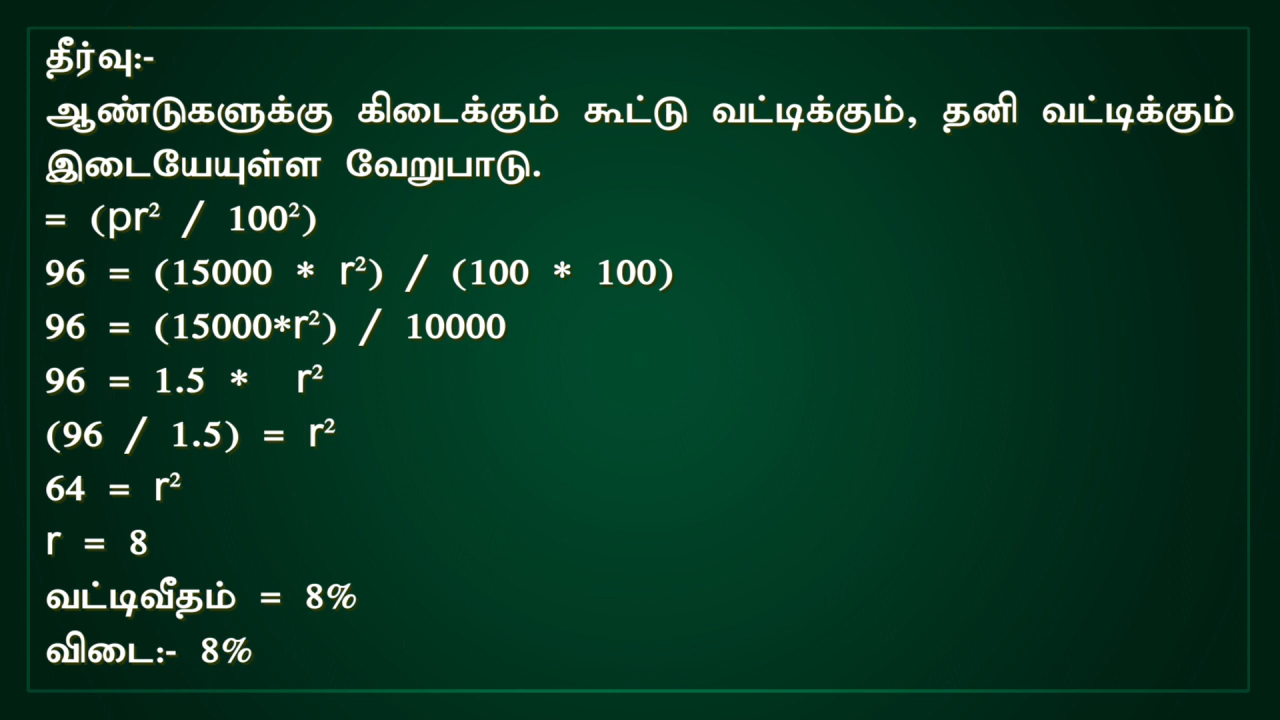 தீர்வு:-
ஆண்டுகளுக்கு கிடைக்கும் கூட்டு வட்டிக்கும், தனி வட்டிக்கும்
இடையேயுள்ள வேறுபாடு.
= (pr² / 100²)
96 = (15000 * r²) / (100 * 100)
96 = (15000*r²) / 10000
96 = 1.5 * r²
(96 / 1.5) = r²
64 = r²
r = 8
வட்டிவீதம் = 8%
விடை:- 8%